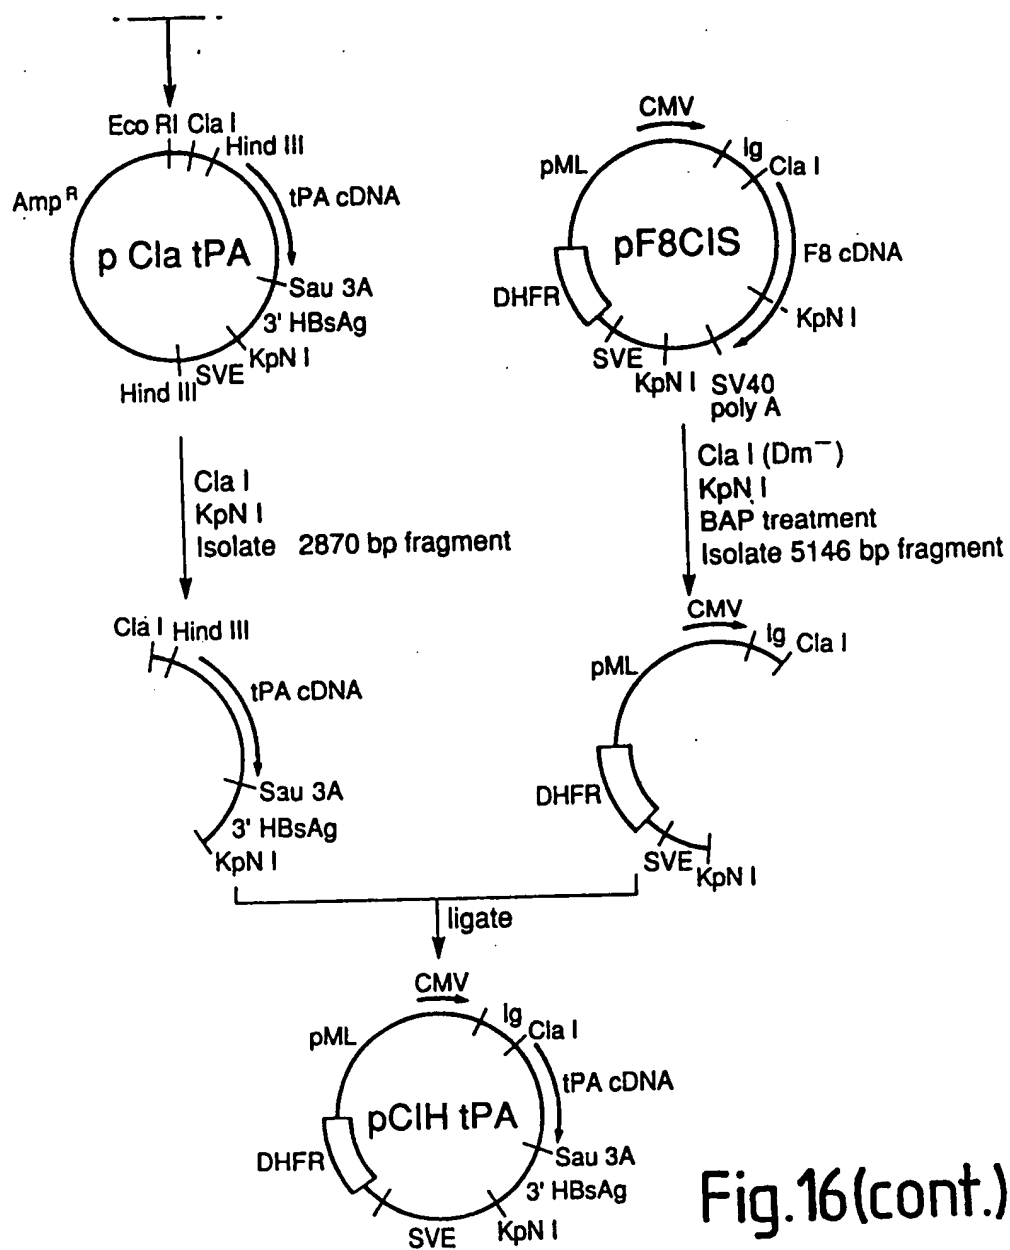 Eco RI
Cla I
Hind III
Amp R
tPA cDNA
p Cla tPA
Sau 3A
3' HBsAg
KpN I
SVE
Hind III
CMV
Ig
Cla I
pML
pF8CIS
F8 cDNA
DHFR
KpN I
SVE
KpN I
SV40
poly A
Cla I
KpN I
Isolate 2870 bp fragment
Cla I (Dm⁻)
KpN I
BAP treatment
Isolate 5146 bp fragment
Cla I
Hind III
tPA cDNA
Sau 3A
3' HBsAg
KpN I
CMV
Ig
Cla I
pML
DHFR
SVE
KpN I
ligate
CMV
Ig
Cla I
pML
tPA cDNA
pCIH tPA
DHFR
Sau 3A
3' HBsAg
KpN I
SVE
Fig.16(cont.)